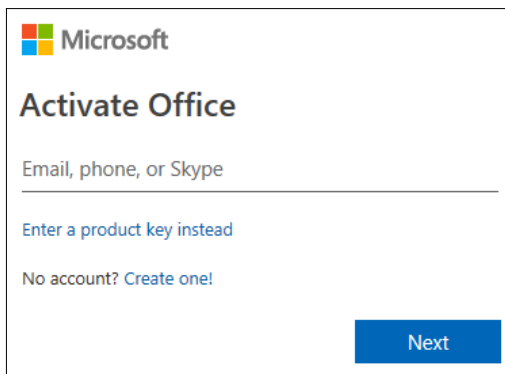 Microsoft
Activate Office
Email, phone, or Skype
Enter a product key instead
No account? Create one!
Next